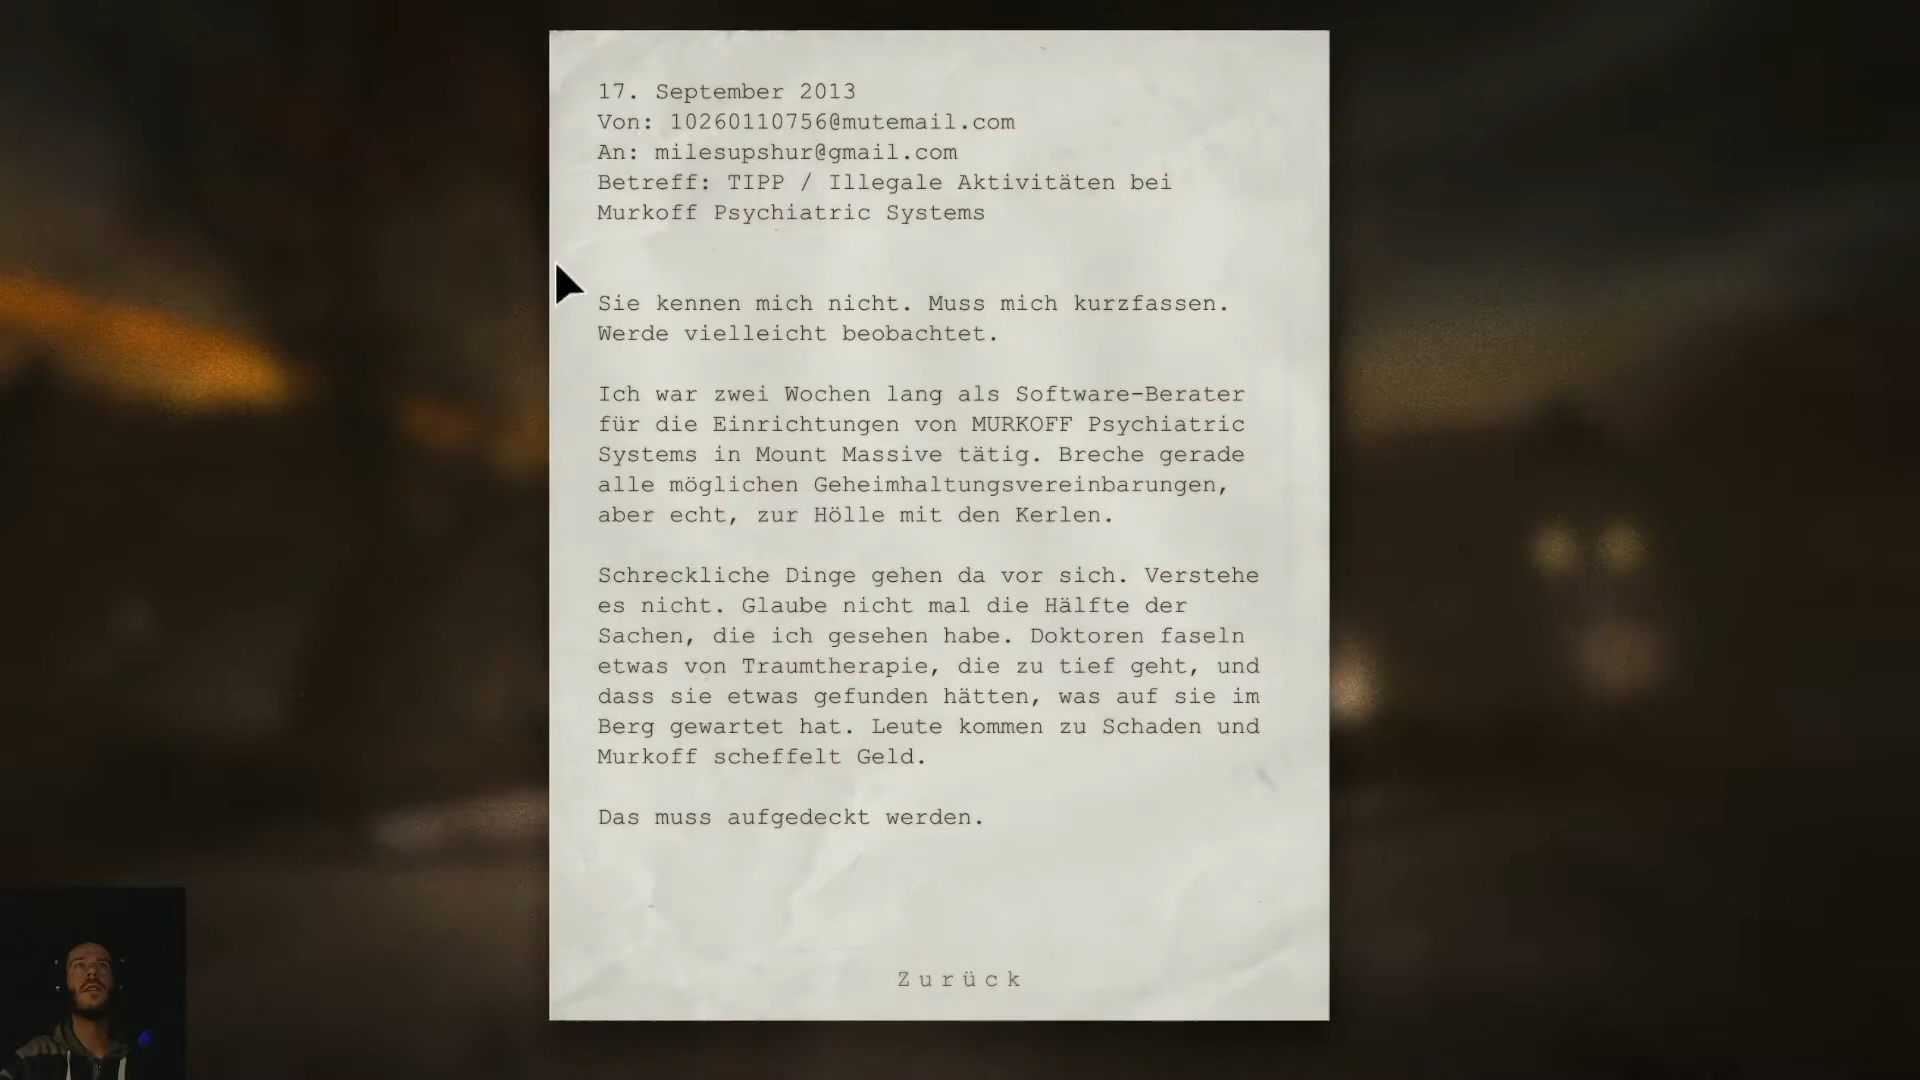 17. September 2013
Von: 10260110756@mutemail.com
An: milesupshur@gmail.com
Betreff: TIPP / Illegale Aktivitäten bei
Murkoff Psychiatric Systems
Sie kennen mich nicht. Muss mich kurzfassen.
Werde vielleicht beobachtet.
Ich war zwei Wochen lang als Software-Berater
für die Einrichtungen von MURKOFF Psychiatric
Systems in Mount Massive tätig. Breche gerade
alle möglichen Geheimhaltungsvereinbarungen,
aber echt, zur Hölle mit den Kerlen.
Schreckliche Dinge gehen da vor sich. Verstehe
es nicht. Glaube nicht mal die Hälfte der
Sachen, die ich gesehen habe. Doktoren faseln
etwas von Traumtherapie, die zu tief geht, und
dass sie etwas gefunden hätten, was auf sie im
Berg gewartet hat. Leute kommen zu Schaden und
Murkoff scheffelt Geld.
Das muss aufgedeckt werden.
Zurück